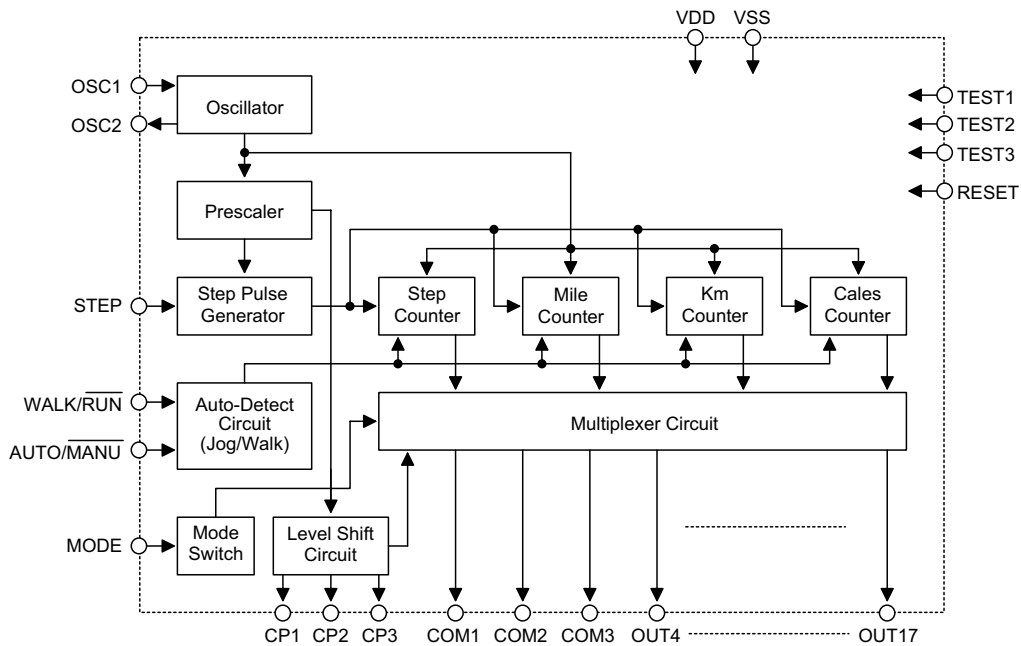 VDD VSS
OSC1
OSC2
Oscillator
TEST1
TEST2
TEST3
RESET
Prescaler
STEP
Step Pulse
Generator
Step
Counter
Mile
Counter
Km
Counter
Cales
Counter
WALK/RUN
AUTO/MANU
Auto-Detect
Circuit
(Jog/Walk)
Multiplexer Circuit
MODE
Mode
Switch
Level Shift
Circuit
CP1 CP2 CP3 COM1 COM2 COM3 OUT4 OUT17